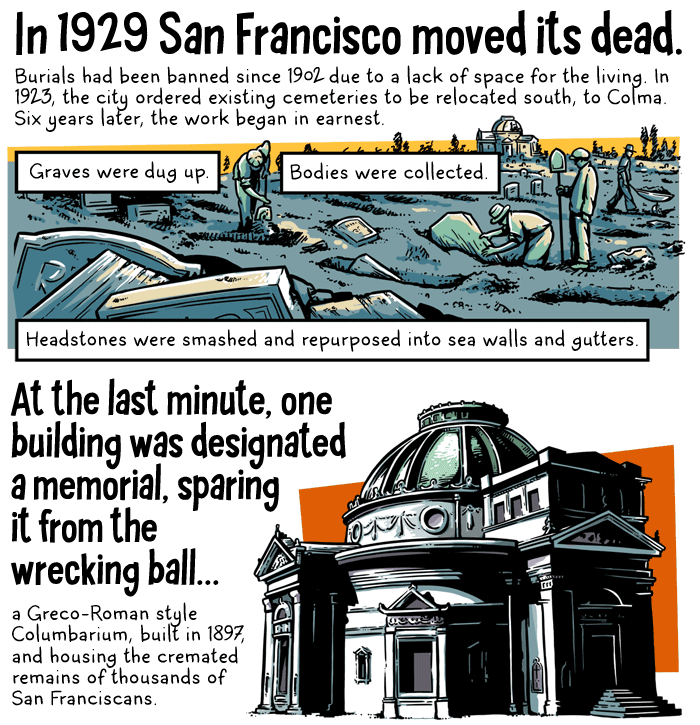 In 1929 San Francisco moved its dead.
Burials had been banned since 1902 due to a lack of space for the living. In
1923, the city ordered existing cemeteries to be relocated south, to Colma.
Six years later, the work began in earnest.
Graves were dug up.
Bodies were collected.
Headstones were smashed and repurposed into sea walls and gutters.
At the last minute, one
building was designated
a memorial, sparing
it from the
wrecking ball...
a Greco-Roman style
Columbarium, built in 1897,
and housing the cremated
remains of thousands of
San Franciscans.